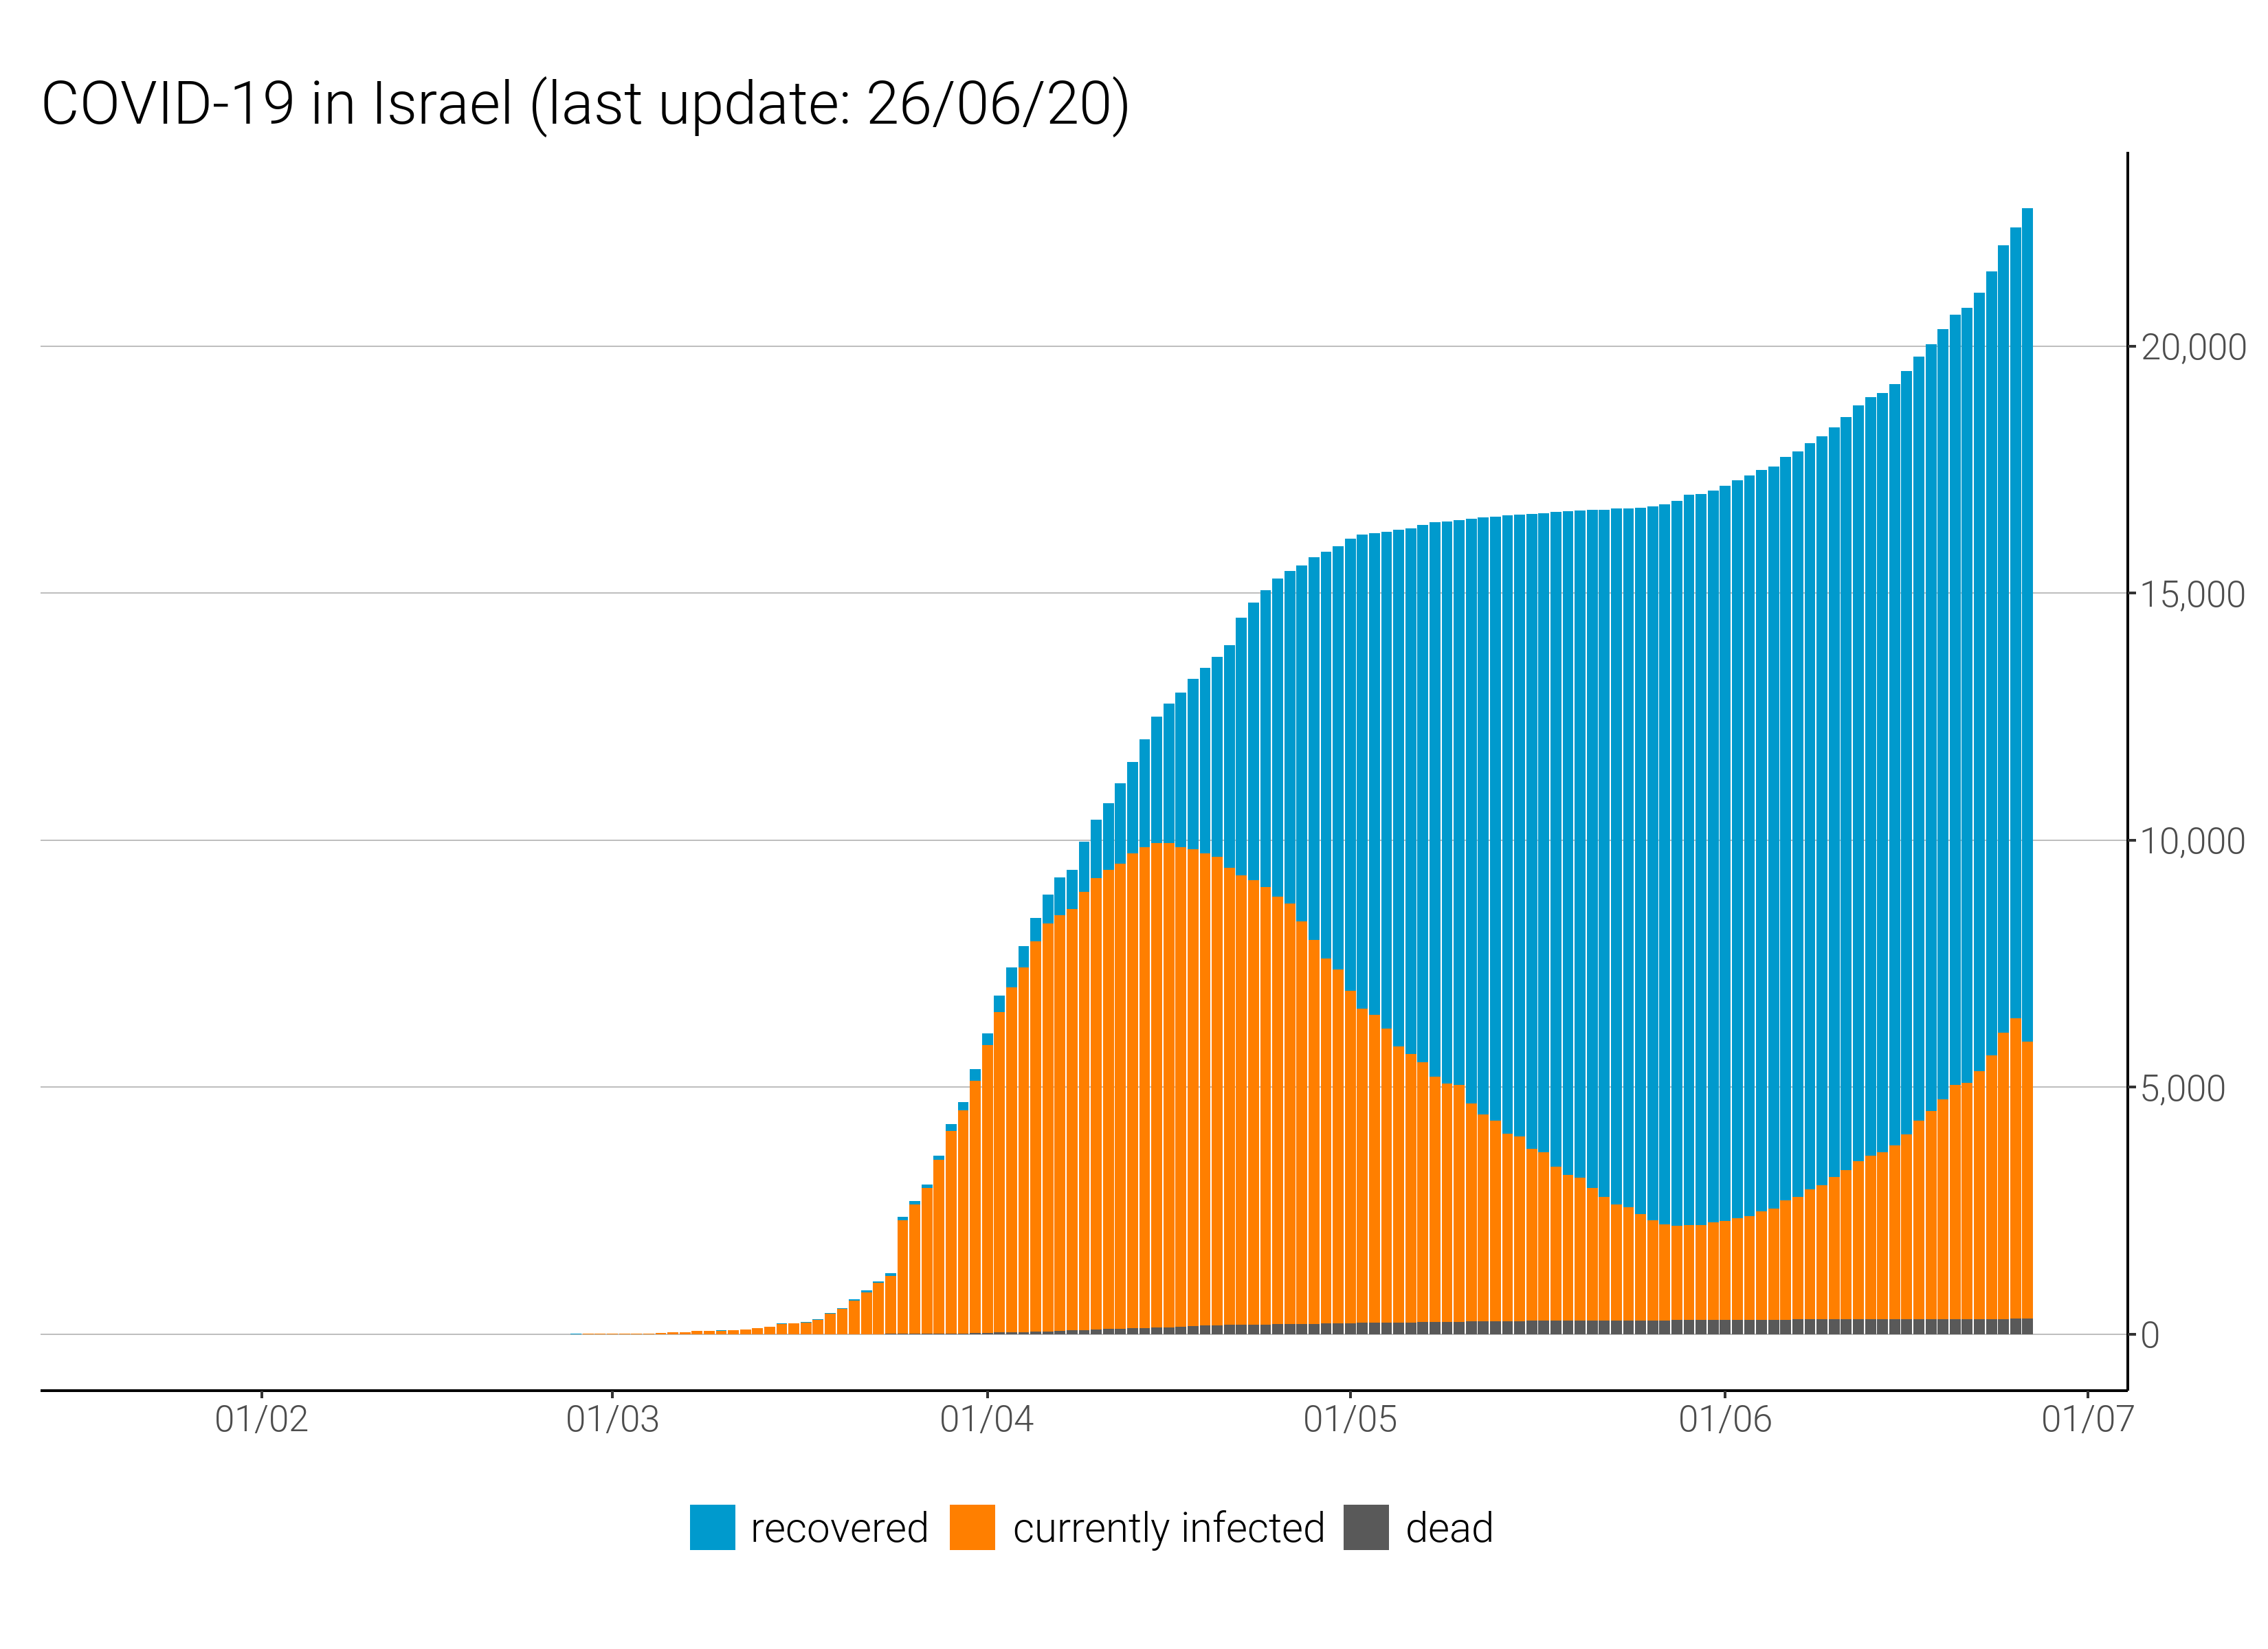 COVID-19 in Israel (last update: 26/06/20)
20,000
15,000
10,000
5,000
0
01/02 01/03 01/04 01/05 01/06 01/07
recovered currently infected dead